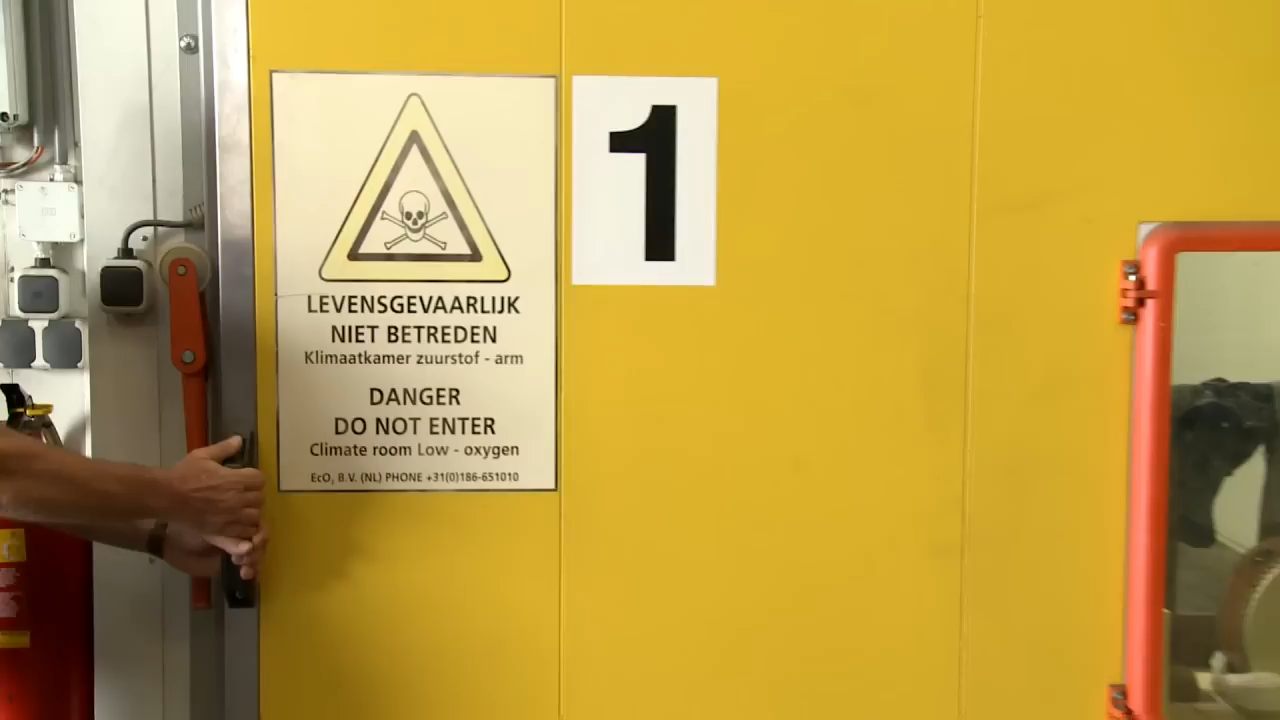 LEVENSGEVAARLIJK
NIET BETREDEN
Klimaatkamer zuurstof - arm
DANGER
DO NOT ENTER
Climate room Low - oxygen
EcO₂ B.V. (NL) PHONE +31(0)186-651010
1